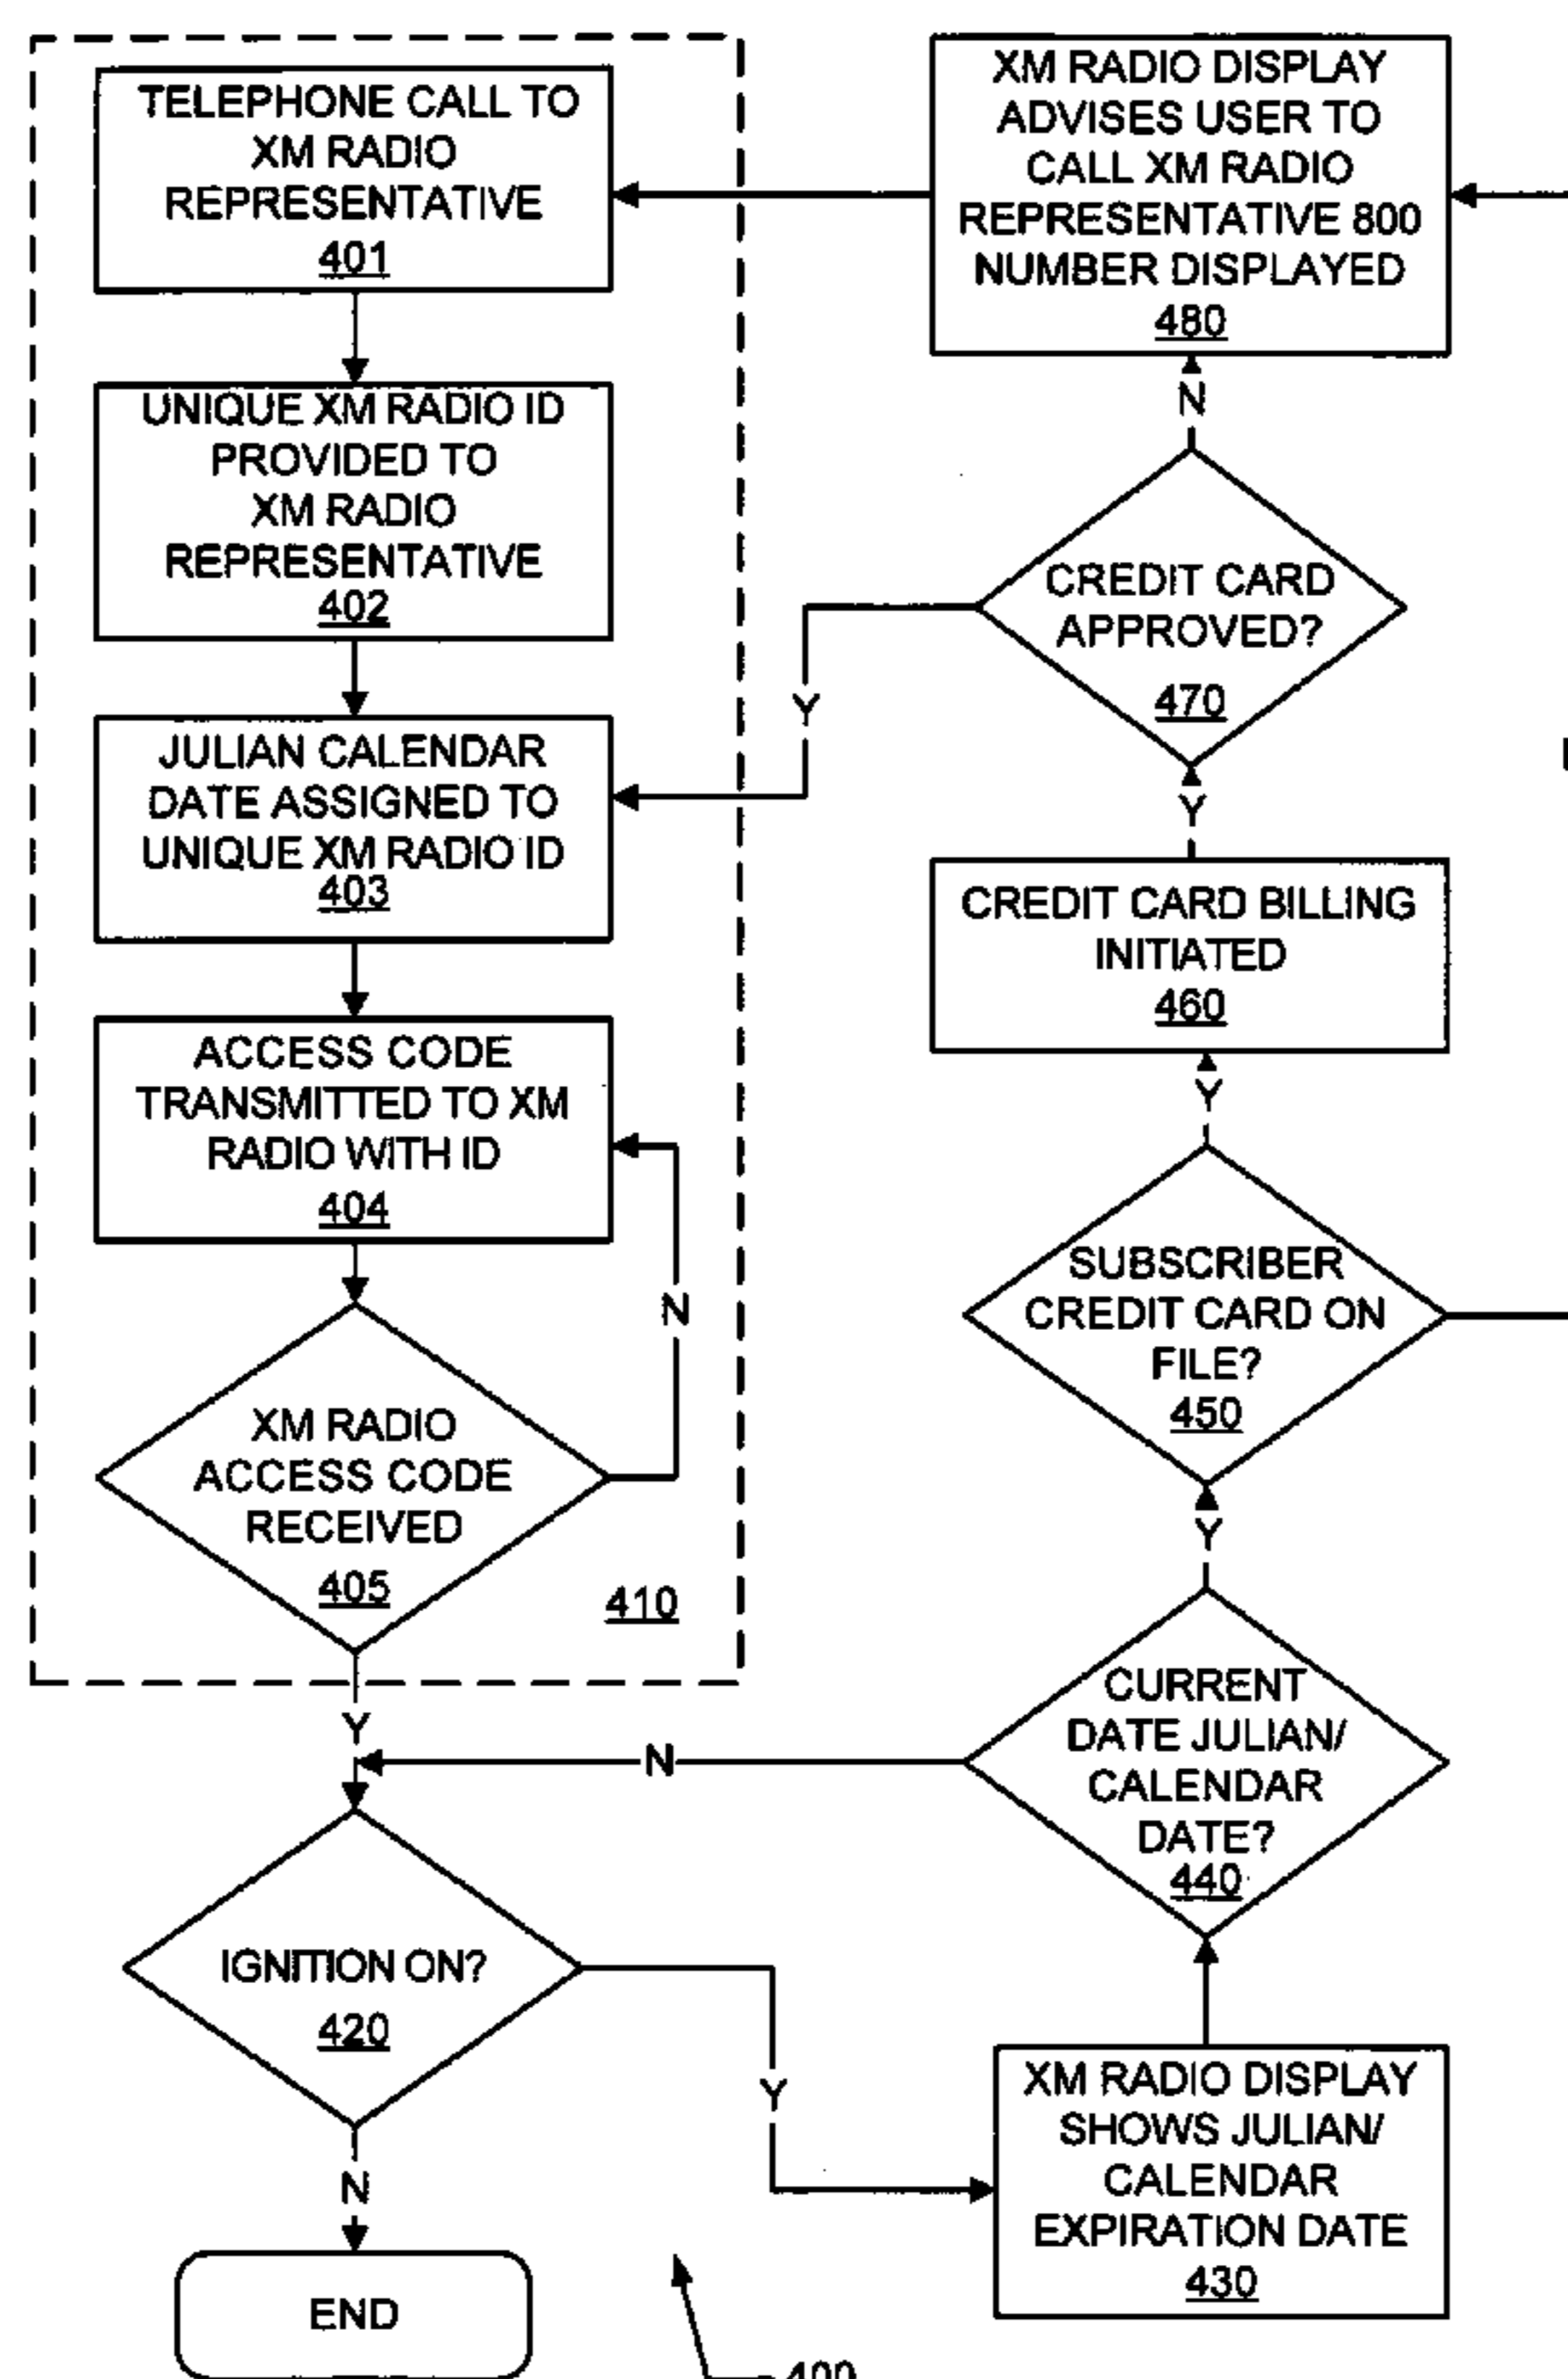 TELEPHONE CALL TO
XM RADIO
REPRESENTATIVE
401
UNIQUE XM RADIO ID
PROVIDED TO
XM RADIO
REPRESENTATIVE
402
JULIAN CALENDAR
DATE ASSIGNED TO
UNIQUE XM RADIO ID
403
ACCESS CODE
TRANSMITTED TO XM
RADIO WITH ID
404
N
XM RADIO
ACCESS CODE
RECEIVED
405
410
Y
N
IGNITION ON?
420
Y
N
END
XM RADIO DISPLAY
ADVISES USER TO
CALL XM RADIO
REPRESENTATIVE 800
NUMBER DISPLAYED
480
N
CREDIT CARD
APPROVED?
470
Y
Y
CREDIT CARD BILLING
INITIATED
460
Y
SUBSCRIBER
CREDIT CARD ON
FILE?
450
Y
CURRENT
DATE JULIAN/
CALENDAR
DATE?
440
XM RADIO DISPLAY
SHOWS JULIAN/
CALENDAR
EXPIRATION DATE
430
400